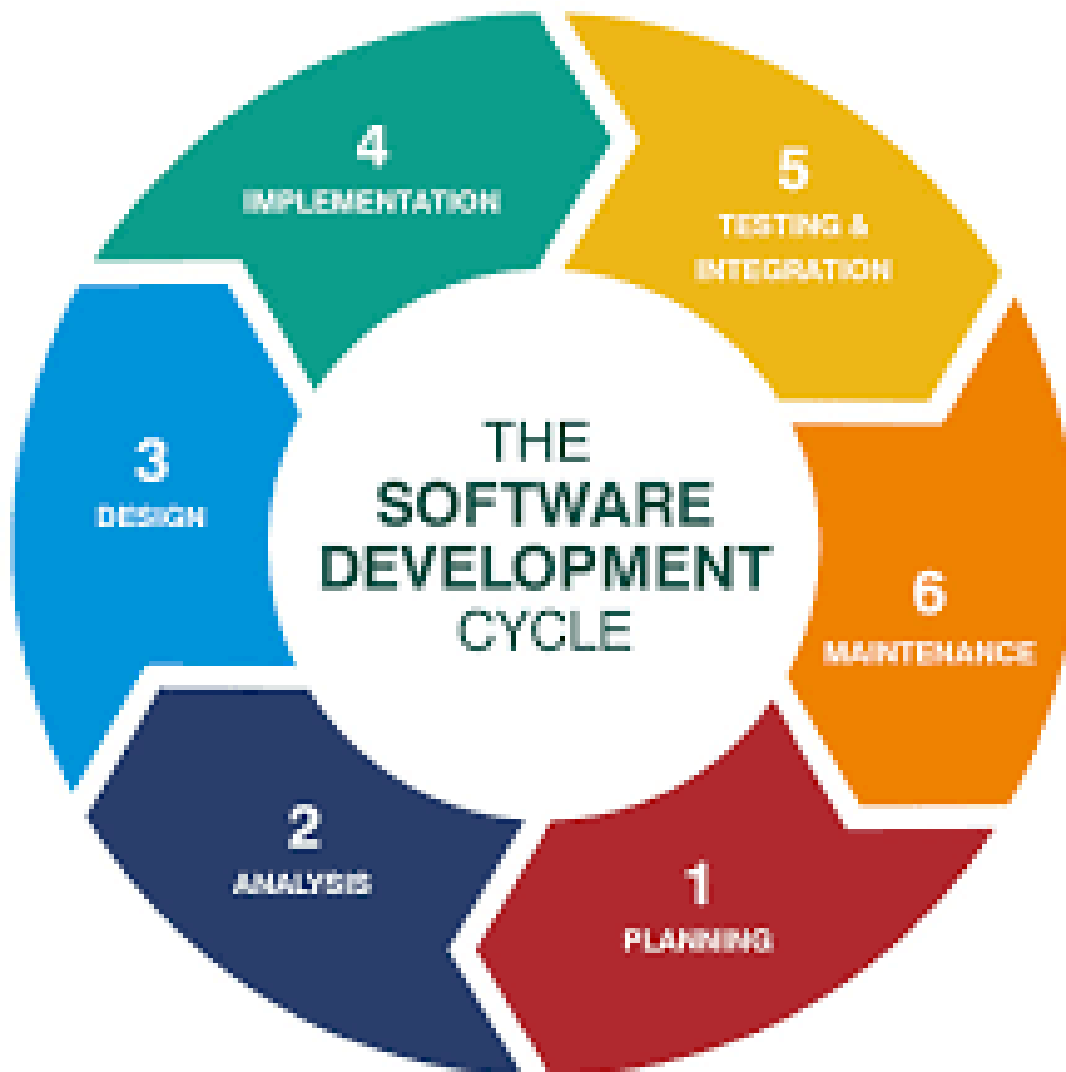 THE
SOFTWARE
DEVELOPMENT
CYCLE
1
PLANNING
2
ANALYSIS
3
DESIGN
4
IMPLEMENTATION
5
TESTING &
INTEGRATION
6
MAINTENANCE